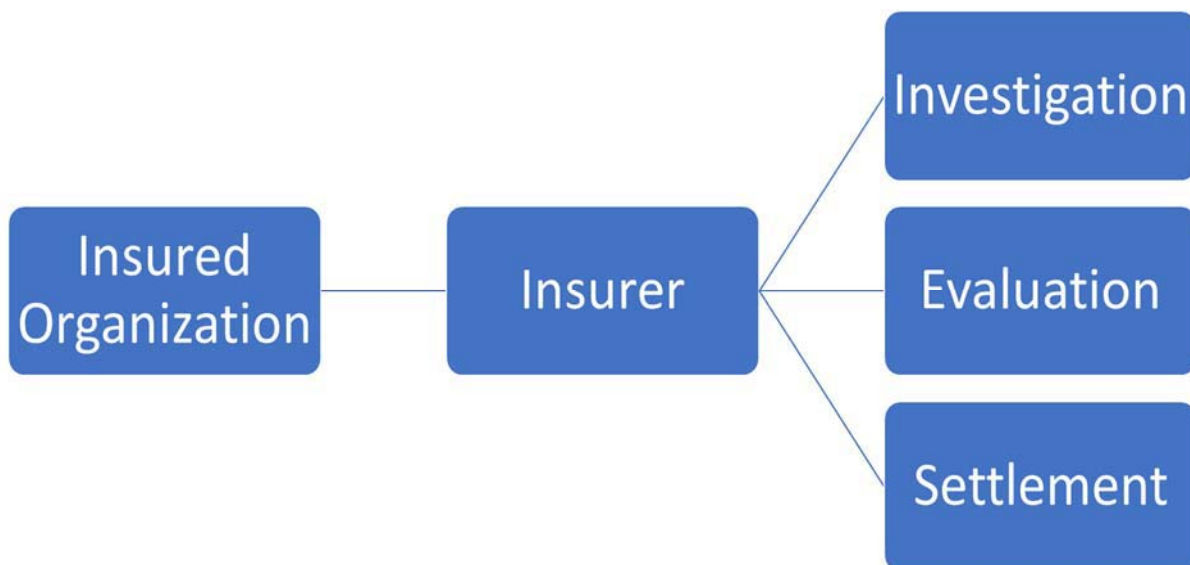 Insured
Organization
Insurer
Investigation
Evaluation
Settlement